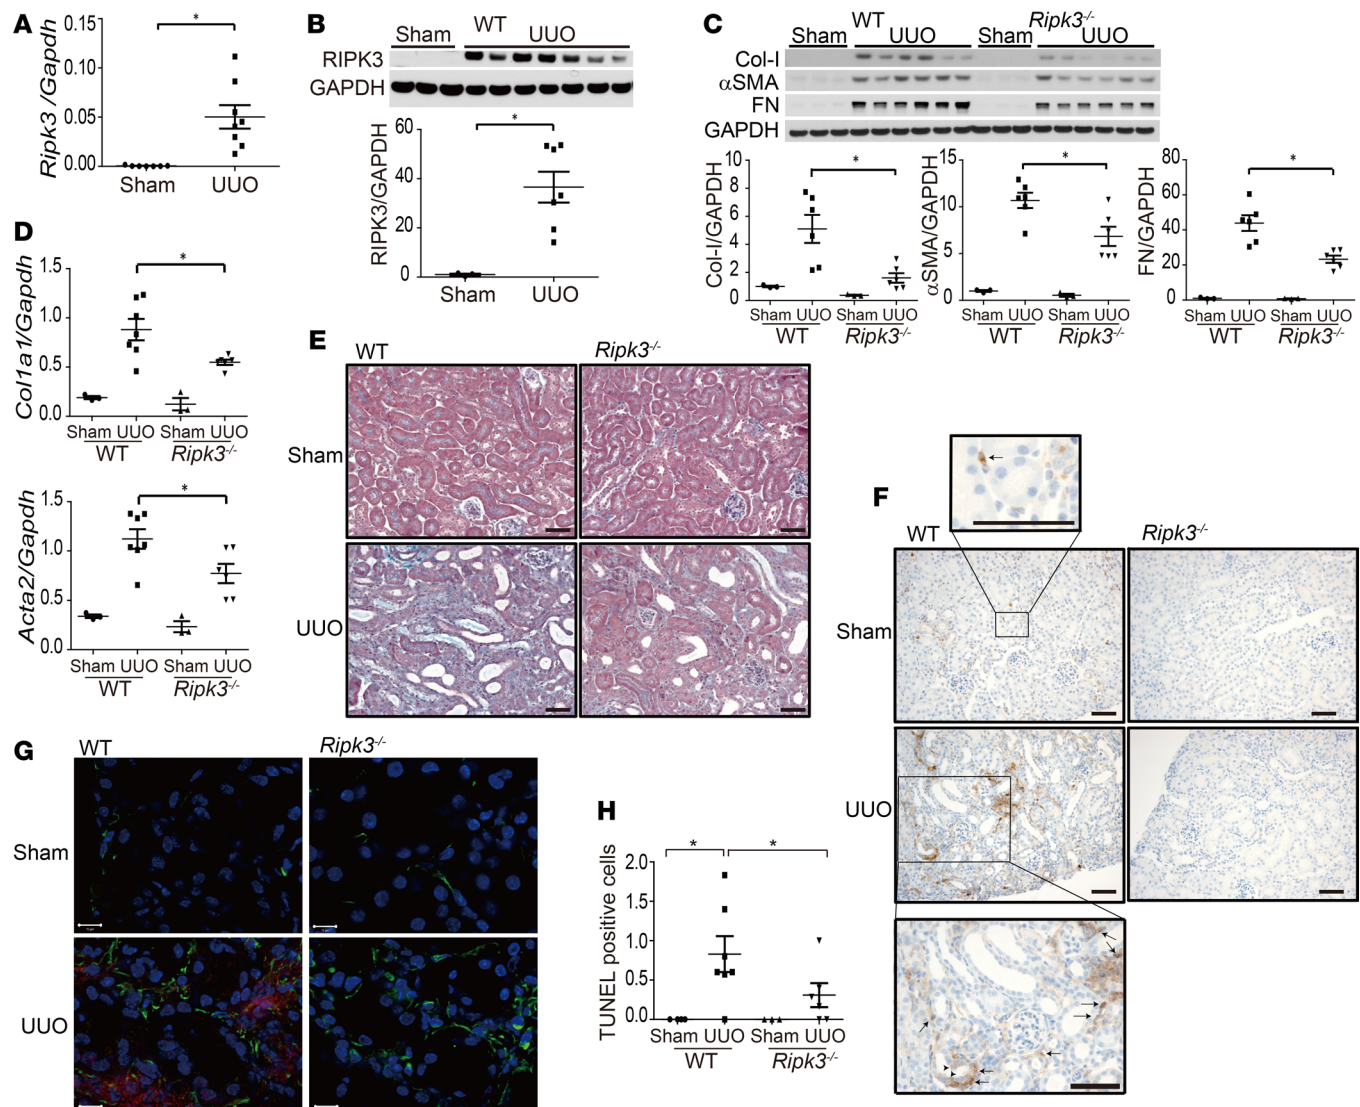 A
*
Ripk3 /Gapdh
0.15
0.10
0.05
0.00
Sham UUO
B
WT
Sham UUO
RIPK3
GAPDH
*
RIPK3/GAPDH
60
40
20
0
Sham UUO
C
WT Ripk3-/-
Sham UUO Sham UUO
Col-I
αSMA
FN
GAPDH
*
Col-I/GAPDH
10
8
6
4
2
0
Sham UUO Sham UUO
WT Ripk3-/-
*
αSMA/GAPDH
15
10
5
0
Sham UUO Sham UUO
WT Ripk3-/-
*
FN/GAPDH
80
60
40
20
0
Sham UUO Sham UUO
WT Ripk3-/-
D
*
Col1a1/Gapdh
1.5
1.0
0.5
0.0
Sham UUO Sham UUO
WT Ripk3-/-
*
Acta2/Gapdh
1.5
1.0
0.5
0.0
Sham UUO Sham UUO
WT Ripk3-/-
E
WT Ripk3-/-
Sham
UUO
F
WT Ripk3-/-
Sham
UUO
G
WT Ripk3-/-
Sham
UUO
H
* *
TUNEL positive cells
2.0
1.5
1.0
0.5
0.0
Sham UUO Sham UUO
WT Ripk3-/-